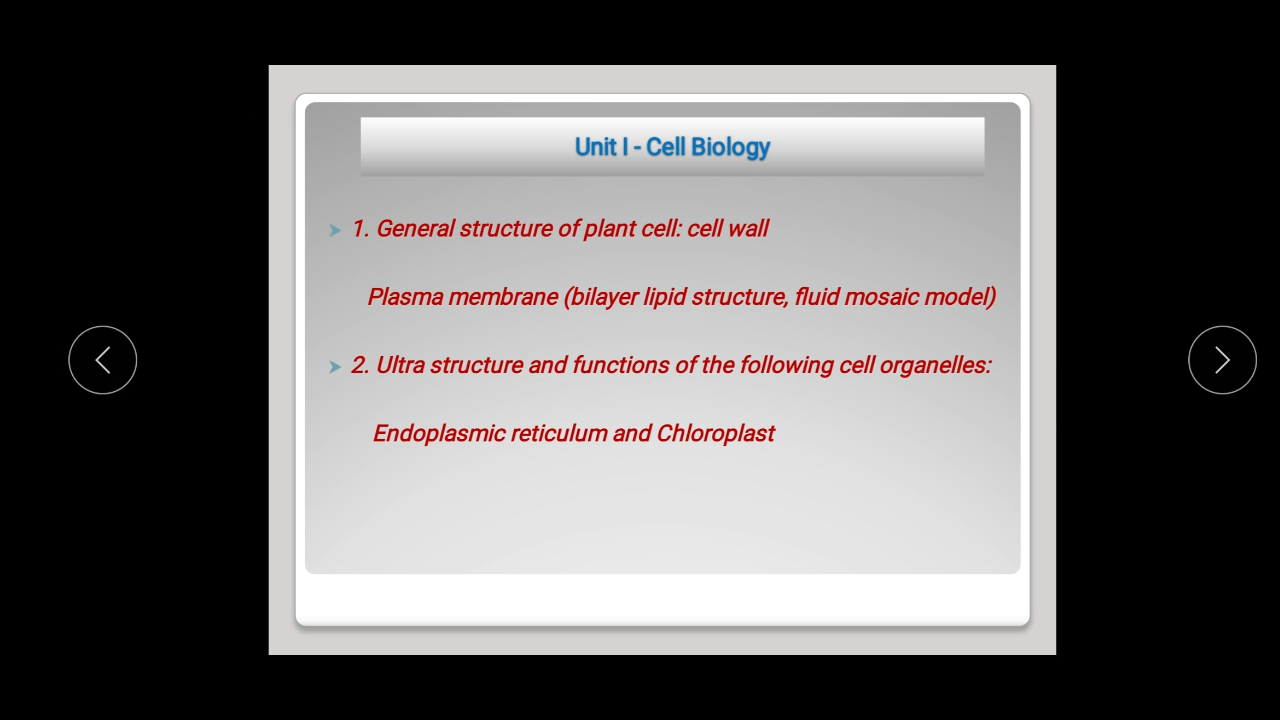 Unit I - Cell Biology
1. General structure of plant cell: cell wall
Plasma membrane (bilayer lipid structure, fluid mosaic model)
2. Ultra structure and functions of the following cell organelles:
Endoplasmic reticulum and Chloroplast